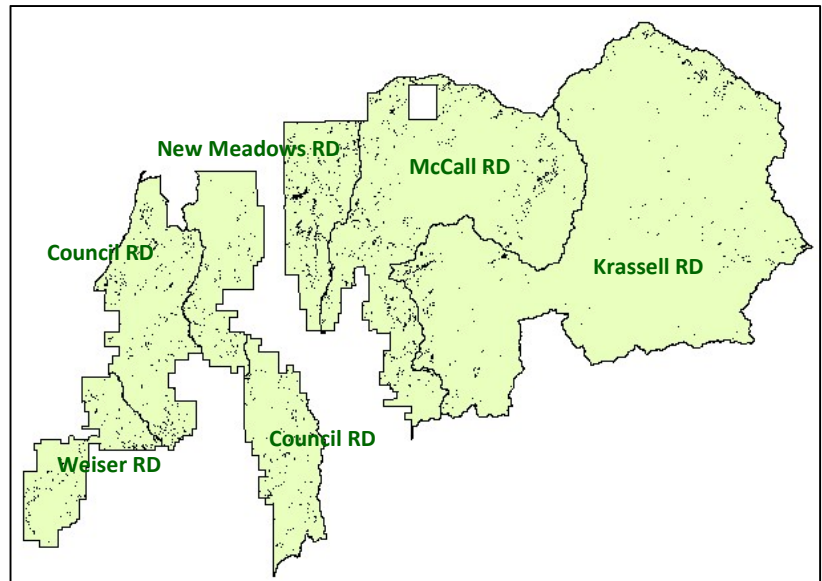 New Meadows RD
McCall RD
Council RD
Krassell RD
Council RD
Weiser RD